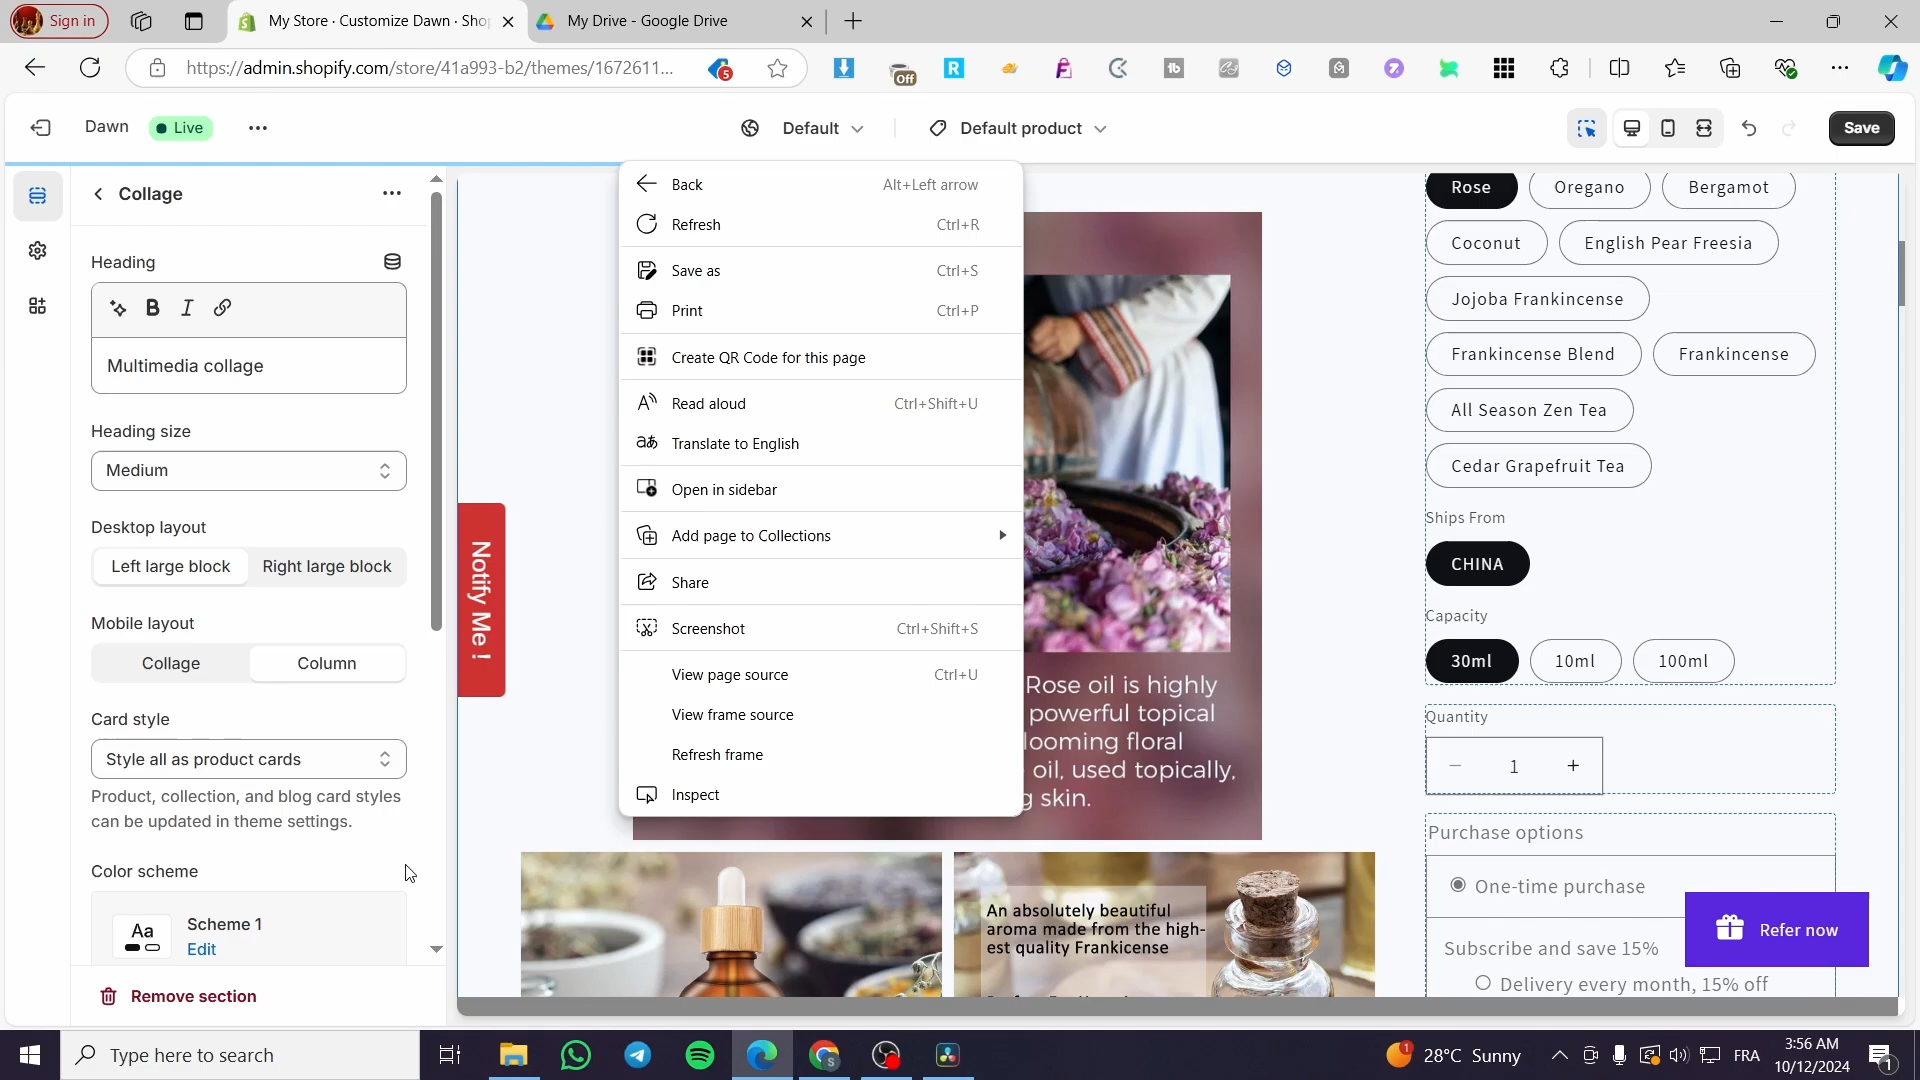 Sign in
My Store · Customize Dawn · Sho
My Drive - Google Drive
https://admin.shopify.com/store/41a993-b2/themes/1672611...
5
Off
Dawn
Live
Default
Default product
Save
Collage
Heading
Multimedia collage
Heading size
Medium
Desktop layout
Left large block
Right large block
Mobile layout
Collage
Column
Card style
Style all as product cards
Product, collection, and blog card styles
can be updated in theme settings.
Color scheme
Aa
Scheme 1
Edit
Remove section
Notify Me !
Back Alt+Left arrow
Refresh Ctrl+R
Save as Ctrl+S
Print Ctrl+P
Create QR Code for this page
Read aloud Ctrl+Shift+U
Translate to English
Open in sidebar
Add page to Collections
Share
Screenshot Ctrl+Shift+S
View page source Ctrl+U
View frame source
Refresh frame
Inspect
Rose oil is highly
powerful topical
looming floral
oil, used topically,
g skin.
An absolutely beautiful
aroma made from the high-
est quality Frankicense
Rose
Oregano
Bergamot
Coconut
English Pear Freesia
Jojoba Frankincense
Frankincense Blend
Frankincense
All Season Zen Tea
Cedar Grapefruit Tea
Ships From
CHINA
Capacity
30ml
10ml
100ml
Quantity
1
Purchase options
One-time purchase
Subscribe and save 15%
Delivery every month, 15% off
Refer now
Type here to search
S
1
28°C Sunny
FRA
3:56 AM
10/12/2024
1